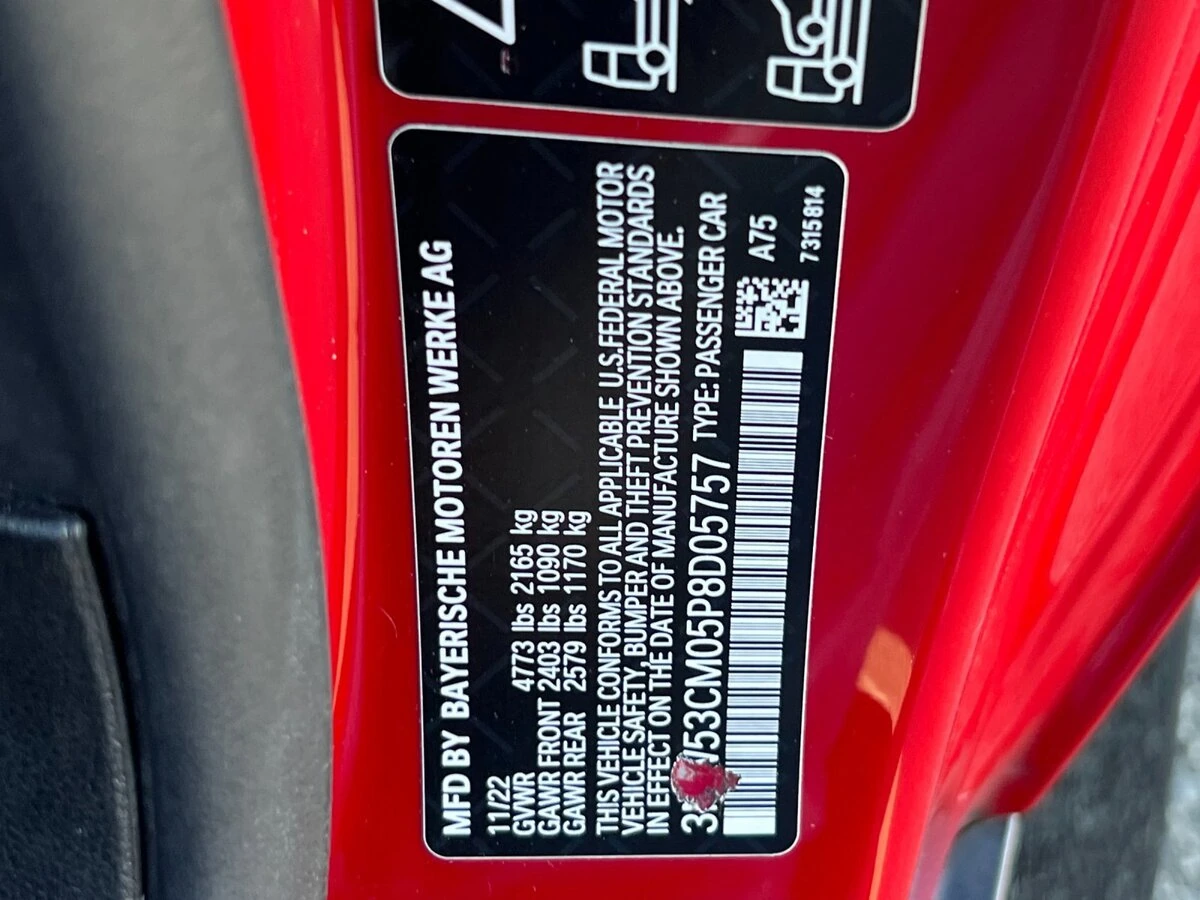 MFD BY BAYERISCHE MOTOREN WERKE AG
11/22
GVWR 4773 lbs 2165 kg
GAWR FRONT 2403 lbs 1090 kg
GAWR REAR 2579 lbs 1170 kg
THIS VEHICLE CONFORMS TO ALL APPLICABLE U.S.FEDERAL MOTOR
VEHICLE SAFETY, BUMPER AND THEFT PREVENTION STANDARDS
IN EFFECT ON THE DATE OF MANUFACTURE SHOWN ABOVE.
TYPE: PASSENGER CAR
A75
7315814